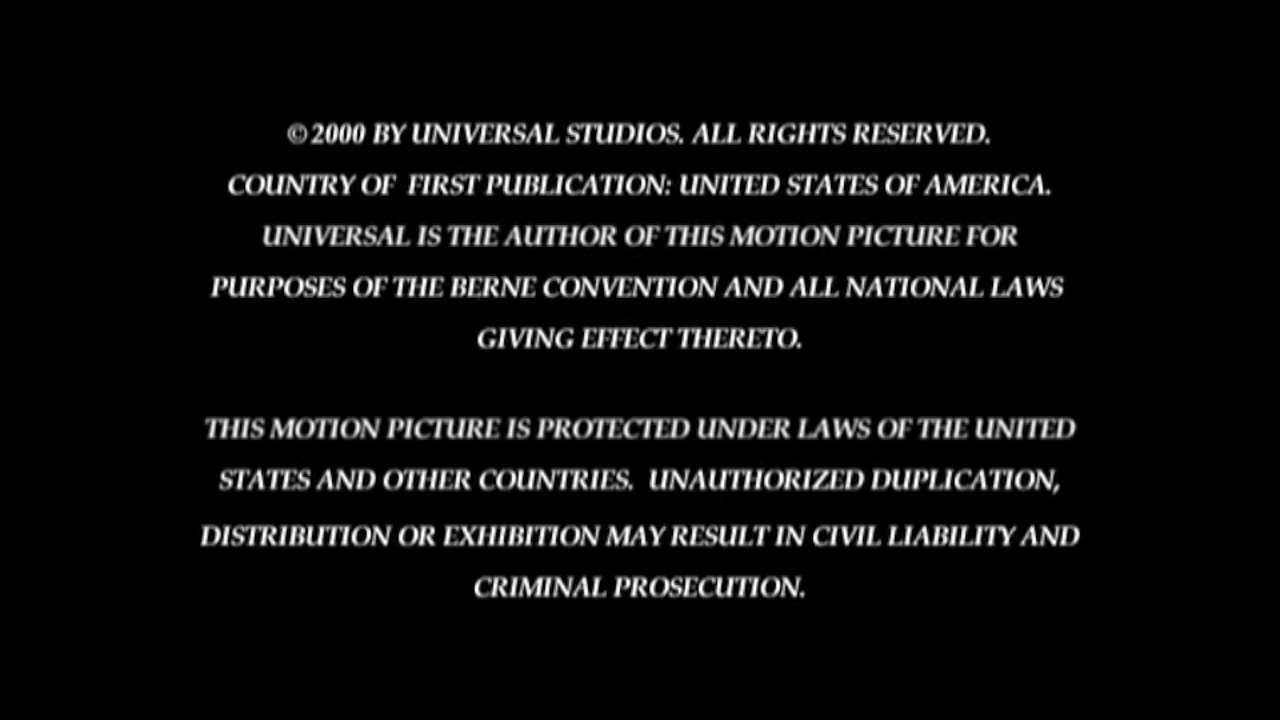 ©2000 BY UNIVERSAL STUDIOS. ALL RIGHTS RESERVED.
COUNTRY OF FIRST PUBLICATION: UNITED STATES OF AMERICA.
UNIVERSAL IS THE AUTHOR OF THIS MOTION PICTURE FOR
PURPOSES OF THE BERNE CONVENTION AND ALL NATIONAL LAWS
GIVING EFFECT THERETO.
THIS MOTION PICTURE IS PROTECTED UNDER LAWS OF THE UNITED
STATES AND OTHER COUNTRIES. UNAUTHORIZED DUPLICATION,
DISTRIBUTION OR EXHIBITION MAY RESULT IN CIVIL LIABILITY AND
CRIMINAL PROSECUTION.